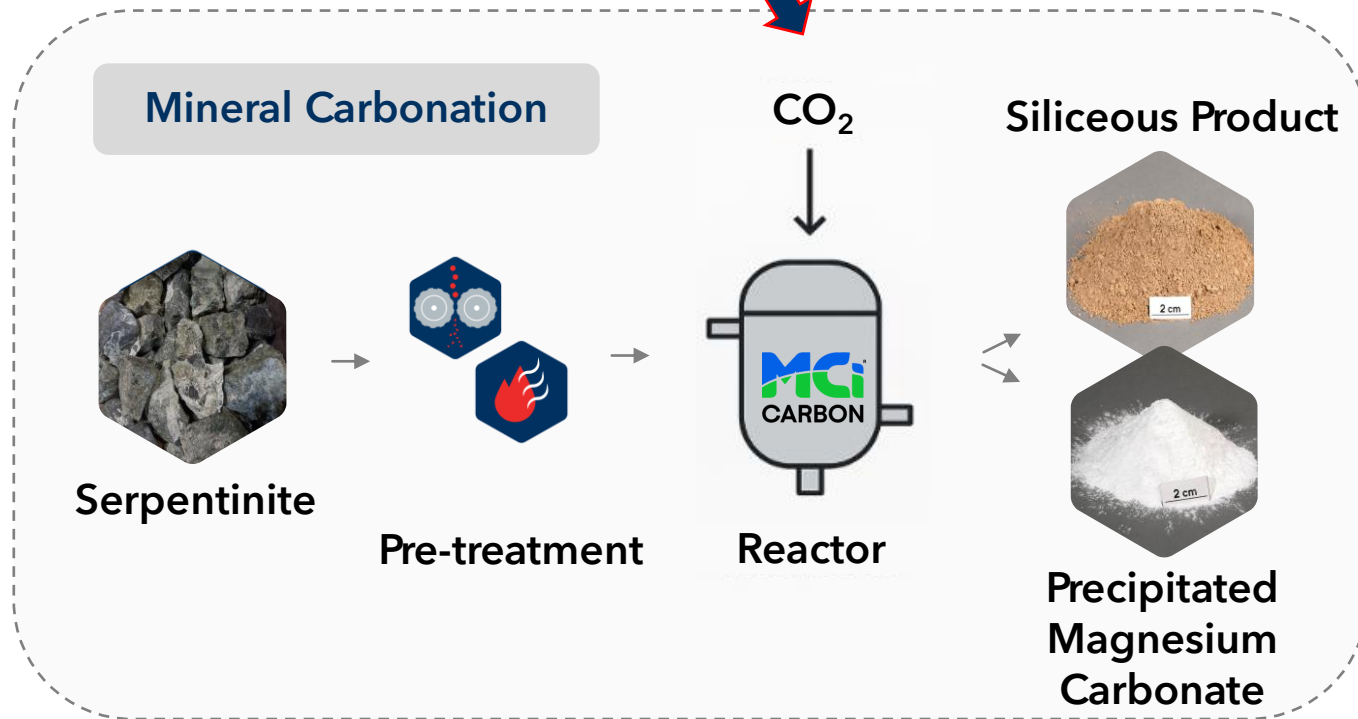 Mineral Carbonation
CO₂
Siliceous Product
2 cm
MCi
CARBON
2 cm
Serpentinite
Pre-treatment
Reactor
Precipitated
Magnesium
Carbonate